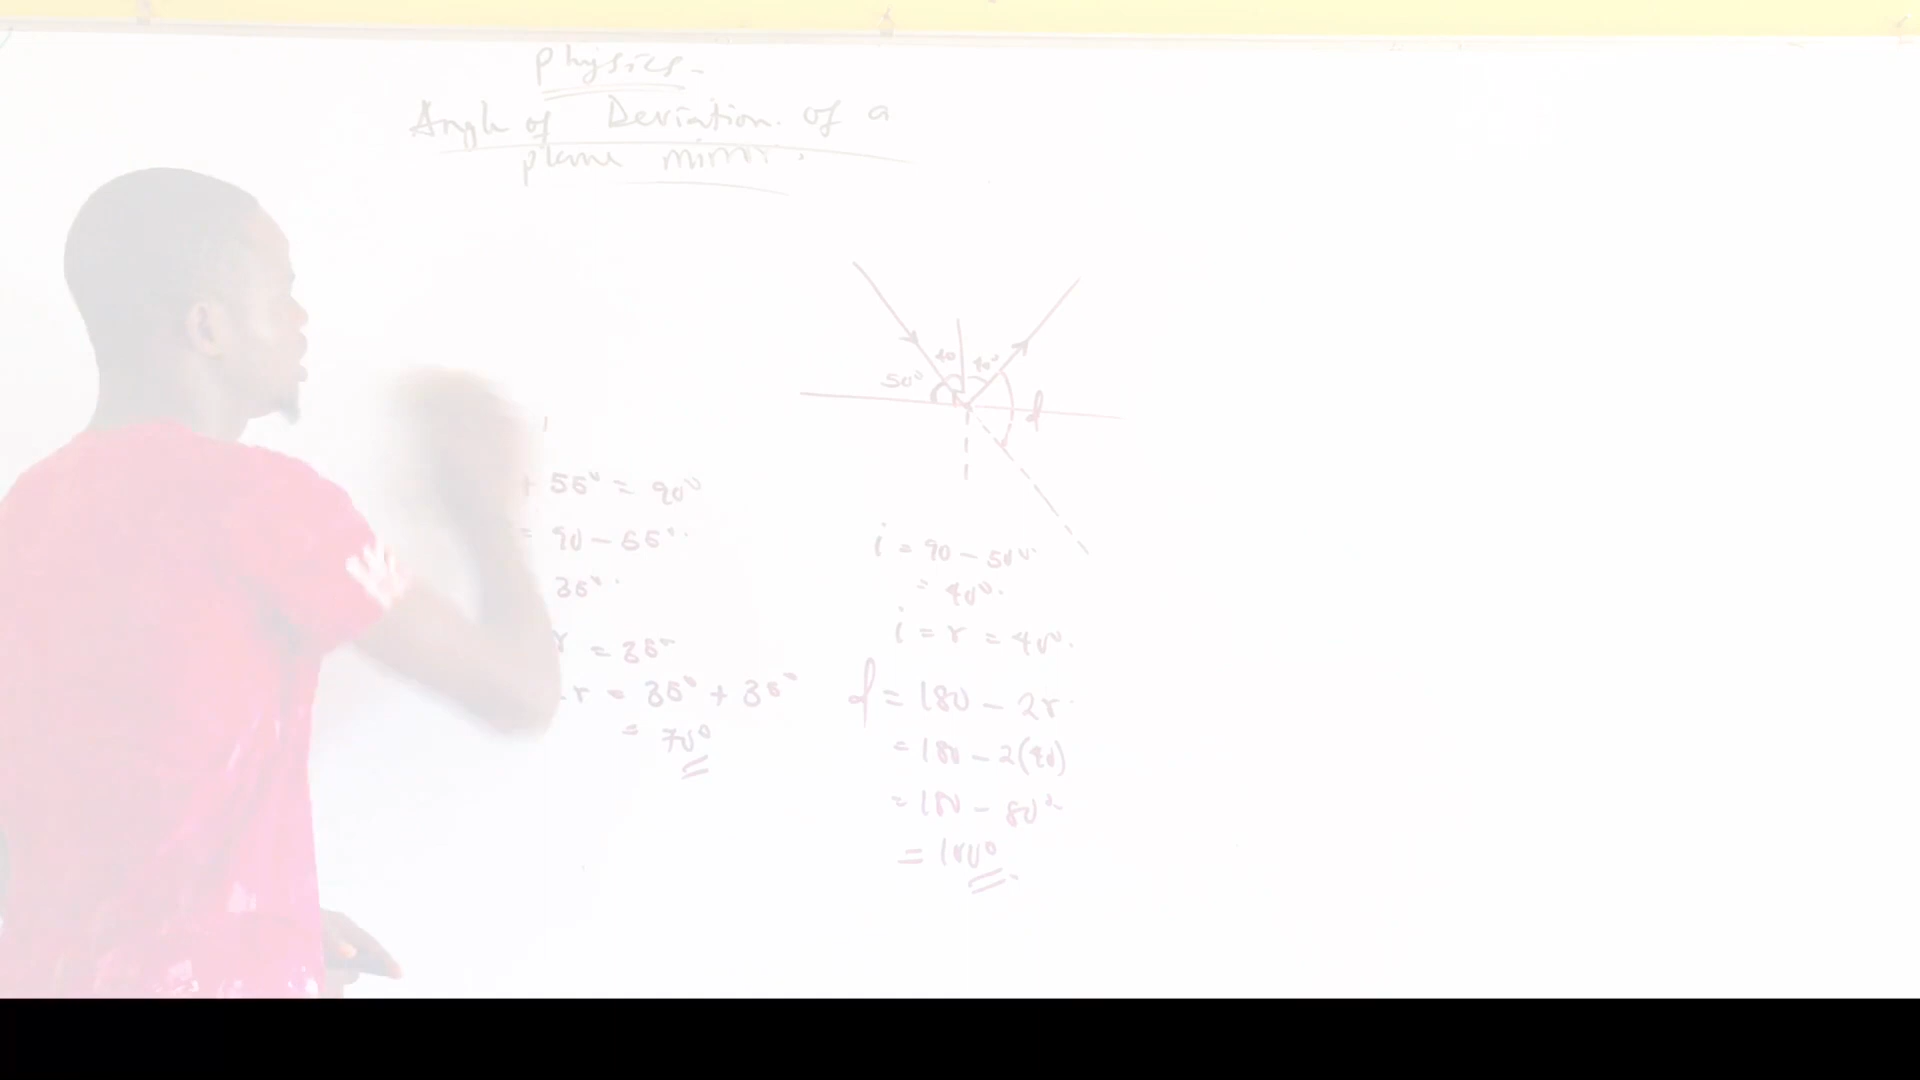 Physics-
Angle of Deviation. of a
plane mirror.
+ 55° = 90°
= 90 - 55°.
35°.
r = 35°
r = 35° + 35°
= 70°
50°
40
40°
d
i = 90 - 50°.
= 40°.
i = r = 40°.
d = 180 - 2r.
= 180 - 2(40)
= 180 - 80°
= 100°.